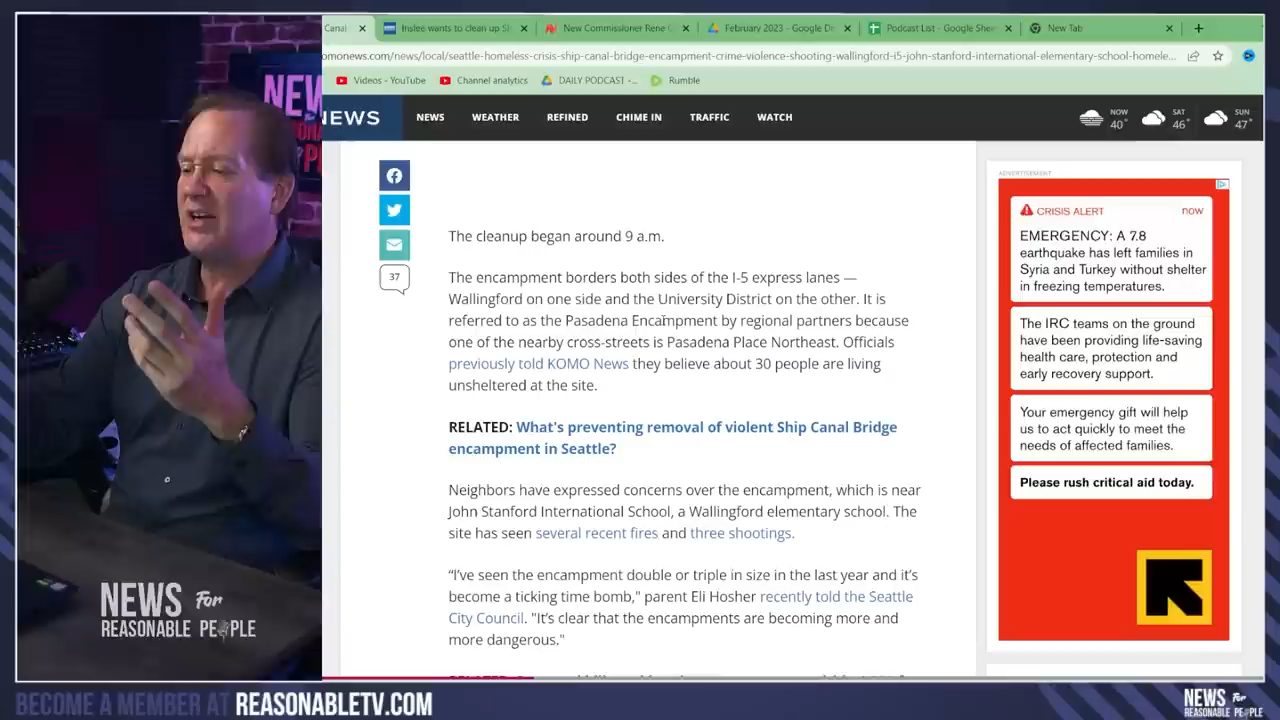 Canal
Inslee wants to clean up S
New Commissioner Rene G
February 2023 - Google D
Podcast List - Google Shee
New Tab
omonews.com/news/local/seattle-homeless-crisis-ship-canal-bridge-encampment-crime-violence-shooting-wallingford-i5-john-stanford-international-elementary-school-homele...
Videos - YouTube
Channel analytics
DAILY PODCAST -...
Rumble
NEWS
NEWS
WEATHER
REFINED
CHIME IN
TRAFFIC
WATCH
NOW 40°
SAT 46°
SUN 47°
37
The cleanup began around 9 a.m.
The encampment borders both sides of the I-5 express lanes —
Wallingford on one side and the University District on the other. It is
referred to as the Pasadena Encampment by regional partners because
one of the nearby cross-streets is Pasadena Place Northeast. Officials
previously told KOMO News they believe about 30 people are living
unsheltered at the site.
RELATED: What's preventing removal of violent Ship Canal Bridge
encampment in Seattle?
Neighbors have expressed concerns over the encampment, which is near
John Stanford International School, a Wallingford elementary school. The
site has seen several recent fires and three shootings.
“I’ve seen the encampment double or triple in size in the last year and it’s
become a ticking time bomb," parent Eli Hosher recently told the Seattle
City Council. "It's clear that the encampments are becoming more and
more dangerous."
ADVERTISEMENT
CRISIS ALERT
now
EMERGENCY: A 7.8
earthquake has left families in
Syria and Turkey without shelter
in freezing temperatures.
The IRC teams on the ground
have been providing life-saving
health care, protection and
early recovery support.
Your emergency gift will help
us to act quickly to meet the
needs of affected families.
Please rush critical aid today.
NEWS For
REASONABLE PEOPLE
BECOME A MEMBER AT REASONABLETV.COM
NEWS For
REASONABLE PEOPLE